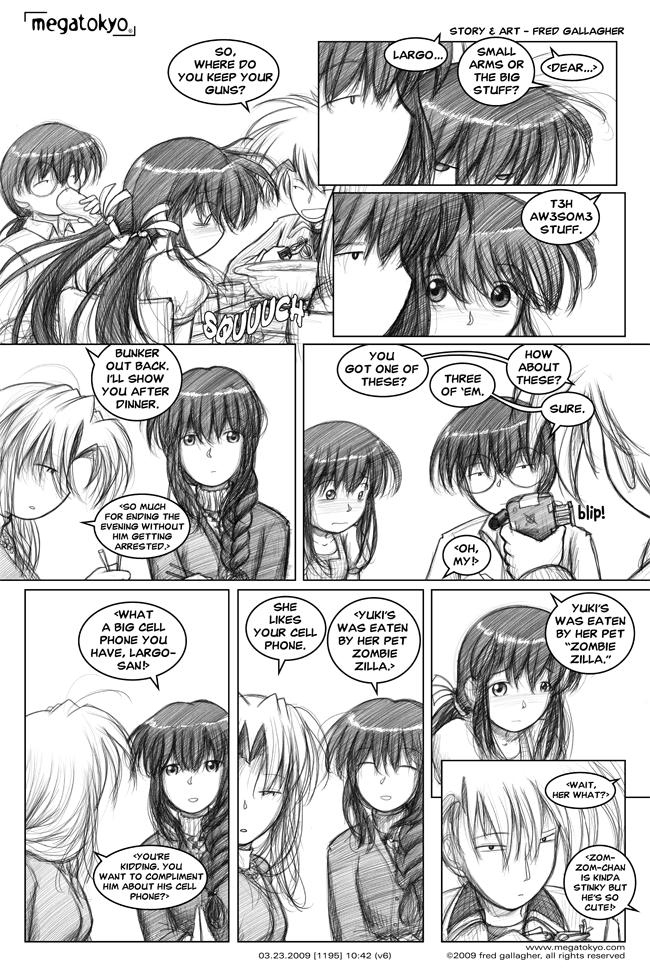 megatokyo®
STORY & ART - FRED GALLAGHER
SO,
WHERE DO
YOU KEEP YOUR
GUNS?
LARGO...
SMALL
ARMS OR
THE BIG
STUFF?
<DEAR...>
T3H
AW3SOM3
STUFF.
SQUUUCH
BUNKER
OUT BACK.
I'LL SHOW
YOU AFTER
DINNER.
<SO MUCH
FOR ENDING THE
EVENING WITHOUT
HIM GETTING
ARRESTED.>
YOU
GOT ONE OF
THESE?
THREE
OF 'EM.
HOW
ABOUT
THESE?
SURE.
blip!
<OH,
MY!>
<WHAT
A BIG CELL
PHONE YOU
HAVE, LARGO-
SAN!>
<YOU'RE
KIDDING. YOU
WANT TO COMPLIMENT
HIM ABOUT HIS CELL
PHONE?>
SHE
LIKES
YOUR CELL
PHONE.
<YUKI'S
WAS EATEN
BY HER PET
ZOMBIE
ZILLA.>
YUKI'S
WAS EATEN
BY HER PET
"ZOMBIE
ZILLA."
<WAIT,
HER WHAT?>
<ZOM-
ZOM-CHAN
IS KINDA
STINKY BUT
HE'S SO
CUTE!>
www.megatokyo.com
03.23.2009 [1195] 10:42 (v6)
©2009 fred gallagher, all rights reserved